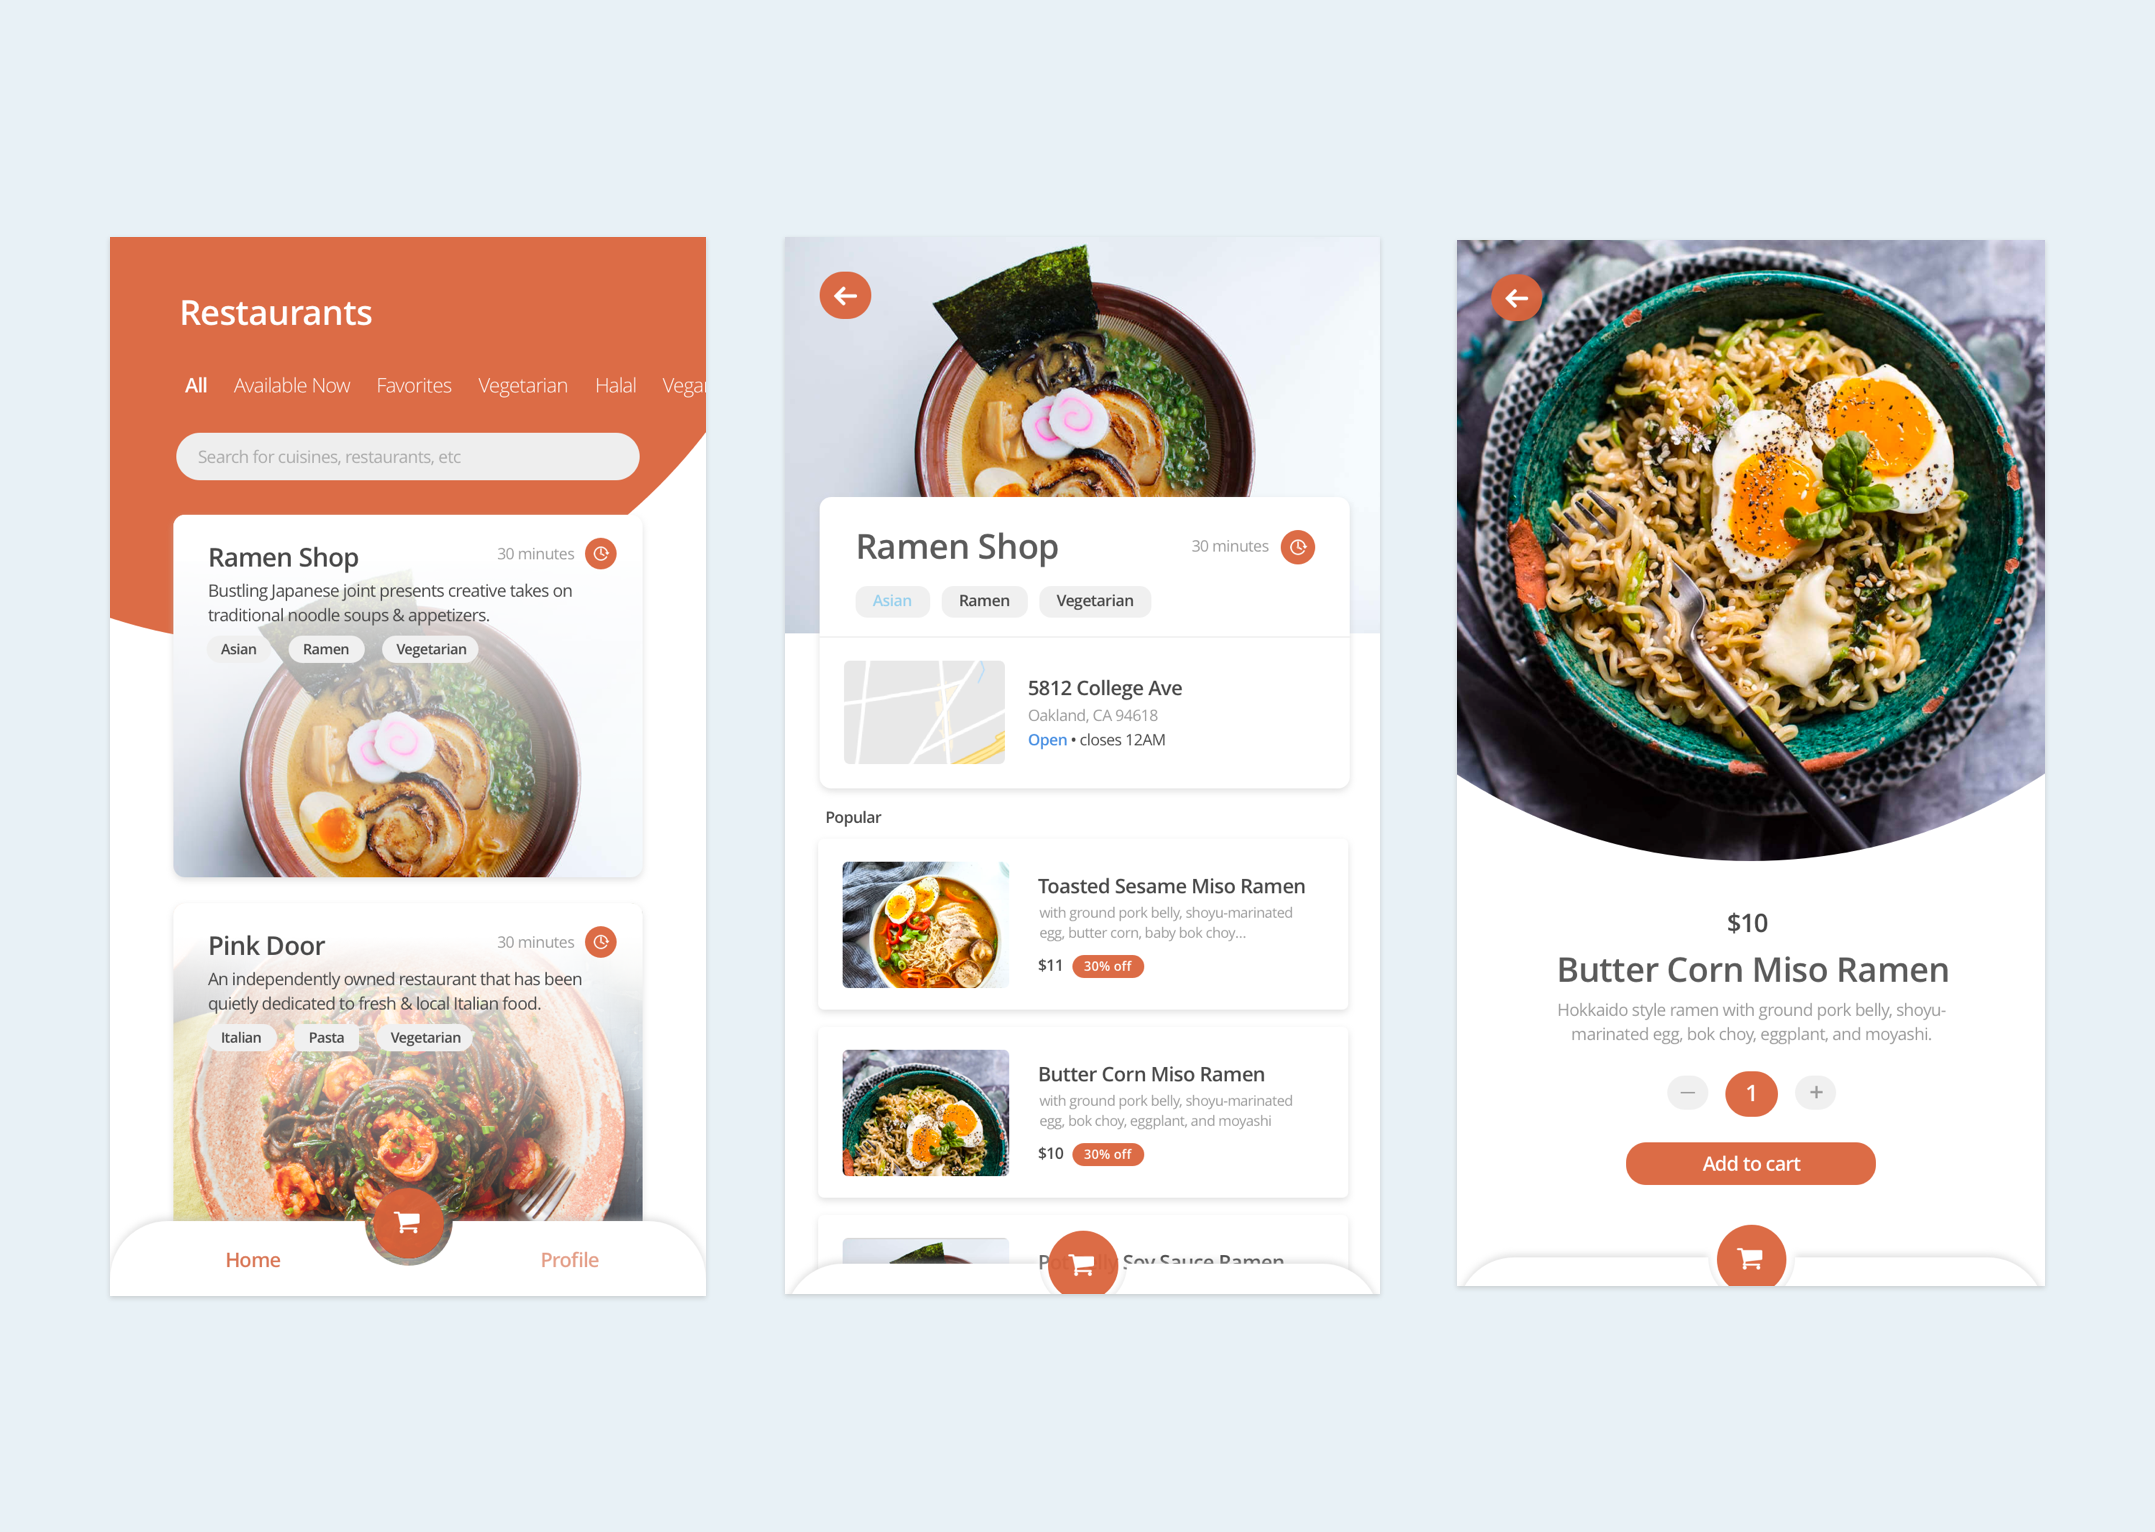 Restaurants
All Available Now Favorites Vegetarian Halal Vegan
Search for cuisines, restaurants, etc
Ramen Shop 30 minutes
Bustling Japanese joint presents creative takes on
traditional noodle soups & appetizers.
Asian Ramen Vegetarian
Pink Door 30 minutes
An independently owned restaurant that has been
quietly dedicated to fresh & local Italian food.
Italian Pasta Vegetarian
Home Profile
Ramen Shop 30 minutes
Asian Ramen Vegetarian
5812 College Ave
Oakland, CA 94618
Open • closes 12AM
Popular
Toasted Sesame Miso Ramen
with ground pork belly, shoyu-marinated
egg, butter corn, baby bok choy...
$11 30% off
Butter Corn Miso Ramen
with ground pork belly, shoyu-marinated
egg, bok choy, eggplant, and moyashi
$10 30% off
Soy Sauce Ramen
$10
Butter Corn Miso Ramen
Hokkaido style ramen with ground pork belly, shoyu-
marinated egg, bok choy, eggplant, and moyashi.
— 1 +
Add to cart